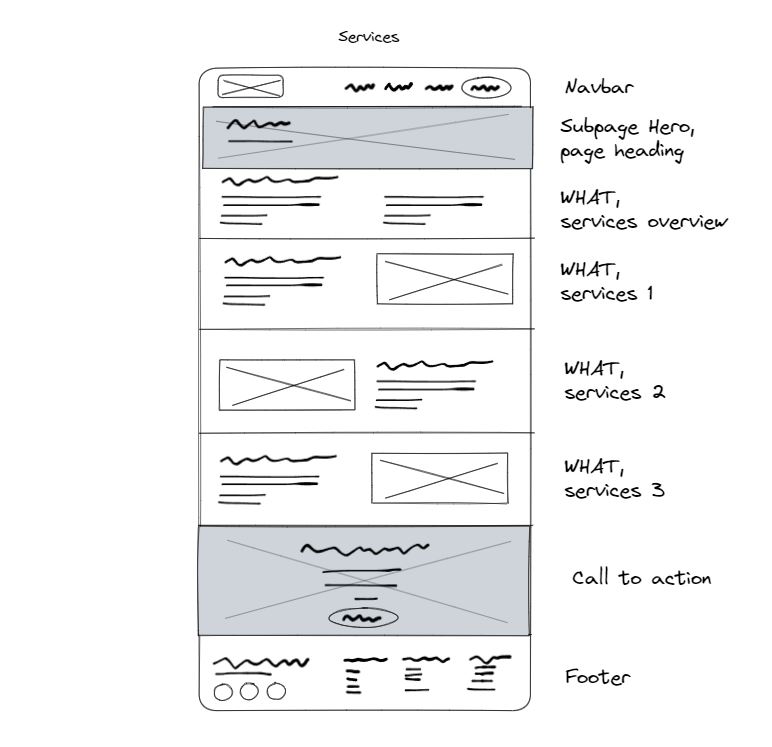 Services
Navbar
Subpage Hero,
page heading
WHAT,
services overview
WHAT,
services 1
WHAT,
services 2
WHAT,
services 3
Call to action
Footer